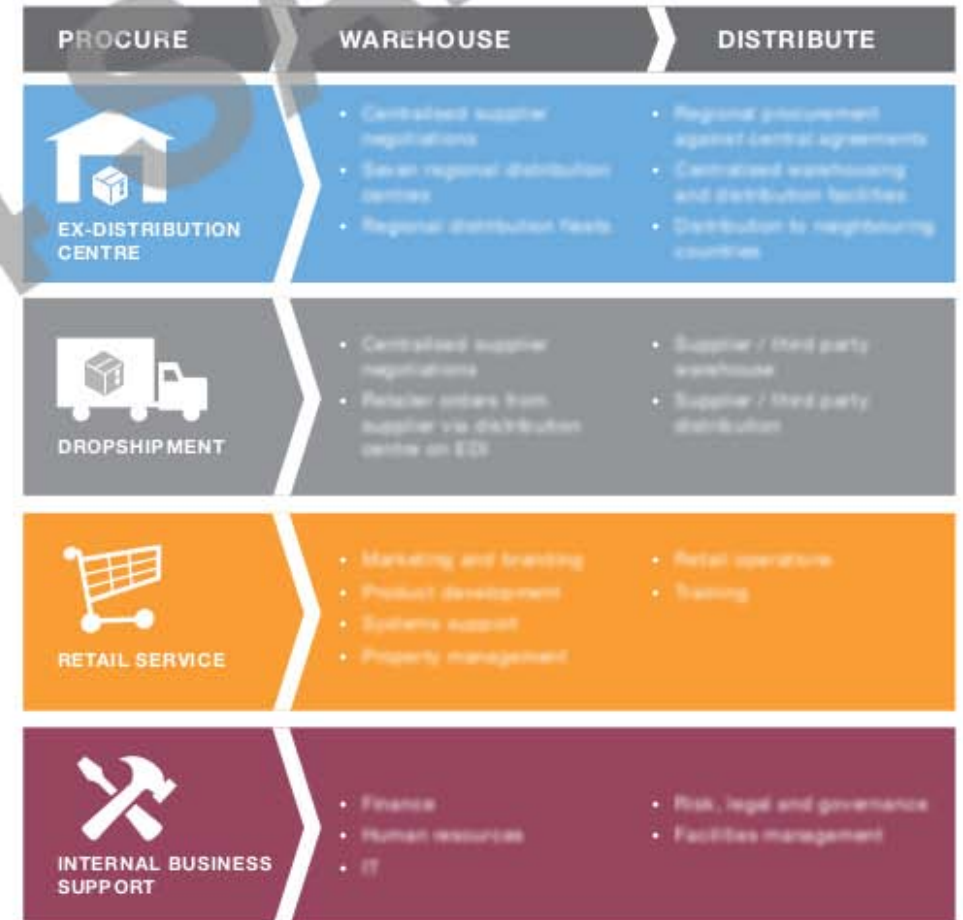 PROCURE
WAREHOUSE
DISTRIBUTE
EX-DISTRIBUTION
CENTRE
• Centralised supplier
negotiations
• Seven regional distribution
centres
• Regional distribution fleets
• Regional procurement
against central agreements
• Centralised warehousing
and distribution facilities
• Distribution to neighbouring
countries
DROPSHIPMENT
• Centralised supplier
negotiations
• Retailer orders from
supplier via distribution
centre on EDI
• Supplier / third party
warehouse
• Supplier / third party
distribution
RETAIL SERVICE
• Marketing and branding
• Product development
• Systems support
• Property management
• Retail operations
• Training
INTERNAL BUSINESS
SUPPORT
• Finance
• Human resources
• IT
• Risk, legal and governance
• Facilities management